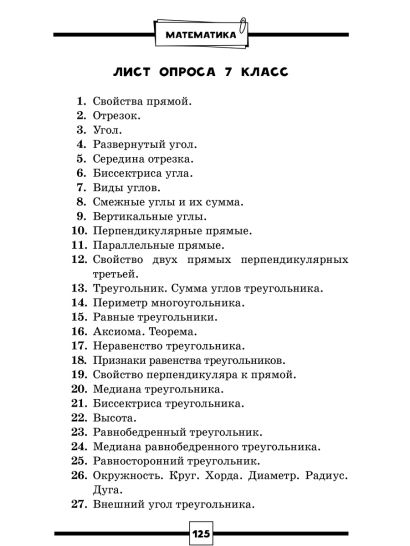 МАТЕМАТИКА
ЛИСТ ОПРОСА 7 КЛАСС
1. Свойства прямой.
2. Отрезок.
3. Угол.
4. Развернутый угол.
5. Середина отрезка.
6. Биссектриса угла.
7. Виды углов.
8. Смежные углы и их сумма.
9. Вертикальные углы.
10. Перпендикулярные прямые.
11. Параллельные прямые.
12. Свойство двух прямых перпендикулярных
третьей.
13. Треугольник. Сумма углов треугольника.
14. Периметр многоугольника.
15. Равные треугольники.
16. Аксиома. Теорема.
17. Неравенство треугольника.
18. Признаки равенства треугольников.
19. Свойство перпендикуляра к прямой.
20. Медиана треугольника.
21. Биссектриса треугольника.
22. Высота.
23. Равнобедренный треугольник.
24. Медиана равнобедренного треугольника.
25. Равносторонний треугольник.
26. Окружность. Круг. Хорда. Диаметр. Радиус.
Дуга.
27. Внешний угол треугольника.
125